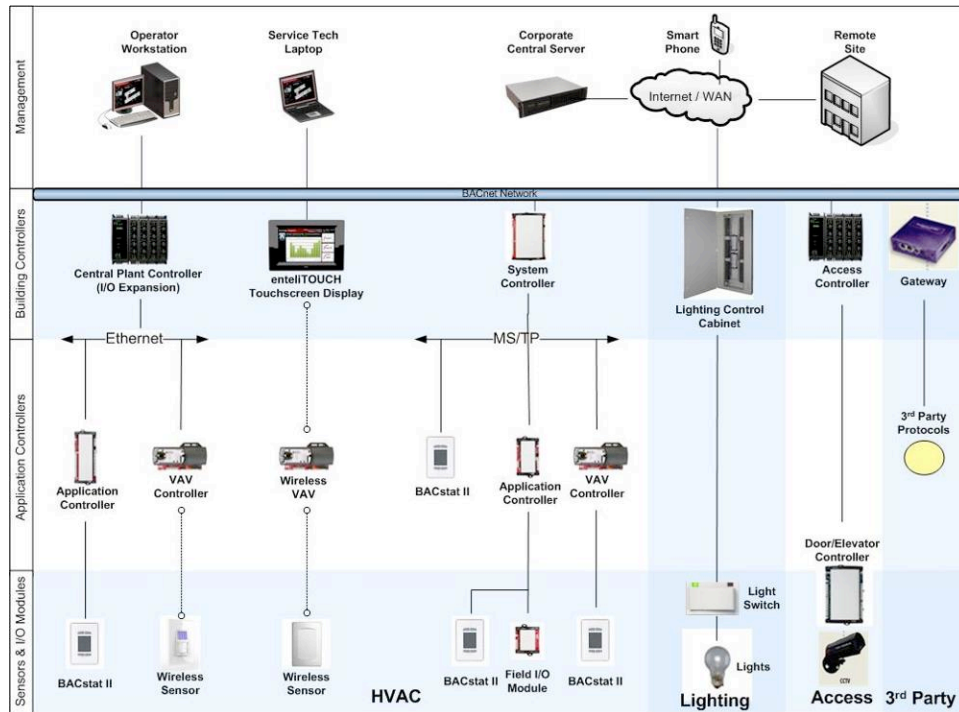 Management
Operator
Workstation
Service Tech
Laptop
Corporate
Central Server
Smart
Phone
Remote
Site
Internet / WAN
BACnet Network
Building Controllers
Central Plant Controller
(I/O Expansion)
enteliTOUCH
Touchscreen Display
System
Controller
Lighting Control
Cabinet
Access
Controller
Gateway
Ethernet
MS/TP
Application Controllers
Application
Controller
VAV
Controller
Wireless
VAV
BACstat II
Application
Controller
VAV
Controller
3rd Party
Protocols
Door/Elevator
Controller
Sensors & I/O Modules
BACstat II
Wireless
Sensor
Wireless
Sensor
BACstat II
Field I/O
Module
BACstat II
Light
Switch
Lights
CCTV
HVAC
Lighting
Access
3rd Party